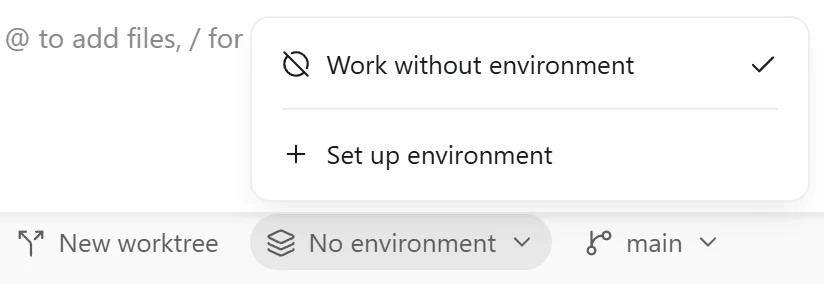 @ to add files, / for
Work without environment
Set up environment
New worktree
No environment
main